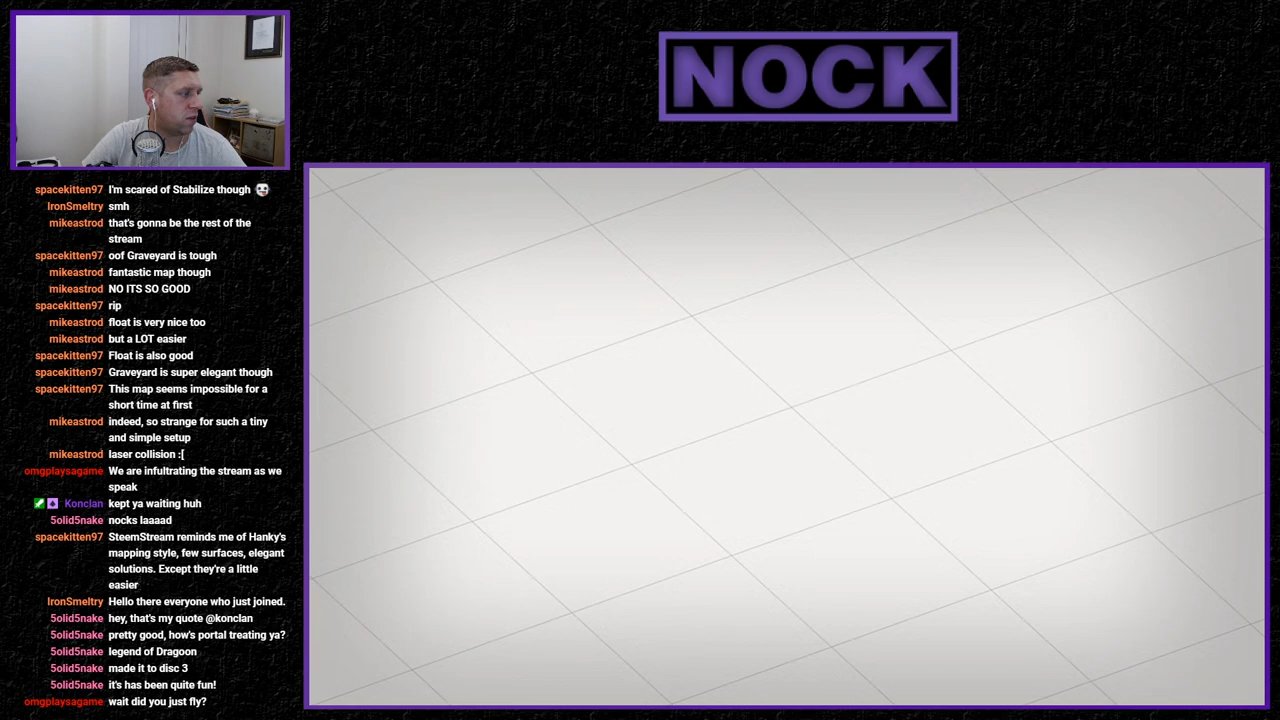 NOCK
spacekitten97 I'm scared of Stabilize though
IronSmeltry smh
mikeastrod that's gonna be the rest of the
stream
spacekitten97 oof Graveyard is tough
mikeastrod fantastic map though
mikeastrod NO ITS SO GOOD
spacekitten97 rip
mikeastrod float is very nice too
mikeastrod but a LOT easier
spacekitten97 Float is also good
spacekitten97 Graveyard is super elegant though
spacekitten97 This map seems impossible for a
short time at first
mikeastrod indeed, so strange for such a tiny
and simple setup
mikeastrod laser collision :[
omgplaysagame We are infultrating the stream as we
speak
Konclan kept ya waiting huh
5olid5nake nocks laaaad
spacekitten97 SteemStream reminds me of Hanky's
mapping style, few surfaces, elegant
solutions. Except they're a little
easier
IronSmeltry Hello there everyone who just joined.
5olid5nake hey, that's my quote @konclan
5olid5nake pretty good, how's portal treating ya?
5olid5nake legend of Dragoon
5olid5nake made it to disc 3
5olid5nake it's has been quite fun!
omgplaysagame wait did you just fly?